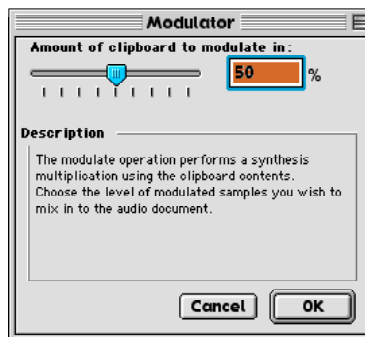 Modulator
Amount of clipboard to modulate in:
50 %
Description
The modulate operation performs a synthesis
multiplication using the clipboard contents.
Choose the level of modulated samples you wish to
mix in to the audio document.
Cancel OK